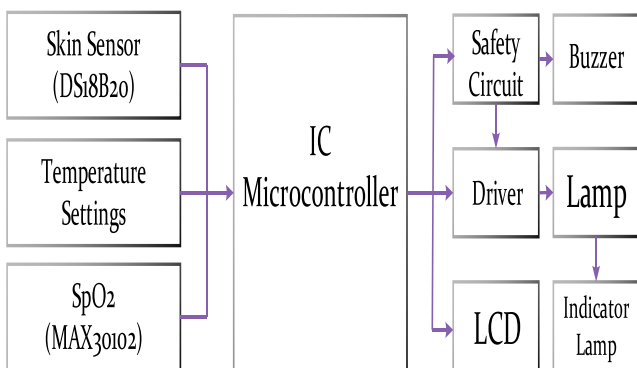 Skin Sensor
(DS18B20)
Temperature
Settings
SpO2
(MAX30102)
IC
Microcontroller
Safety
Circuit
Buzzer
Driver
Lamp
LCD
Indicator
Lamp